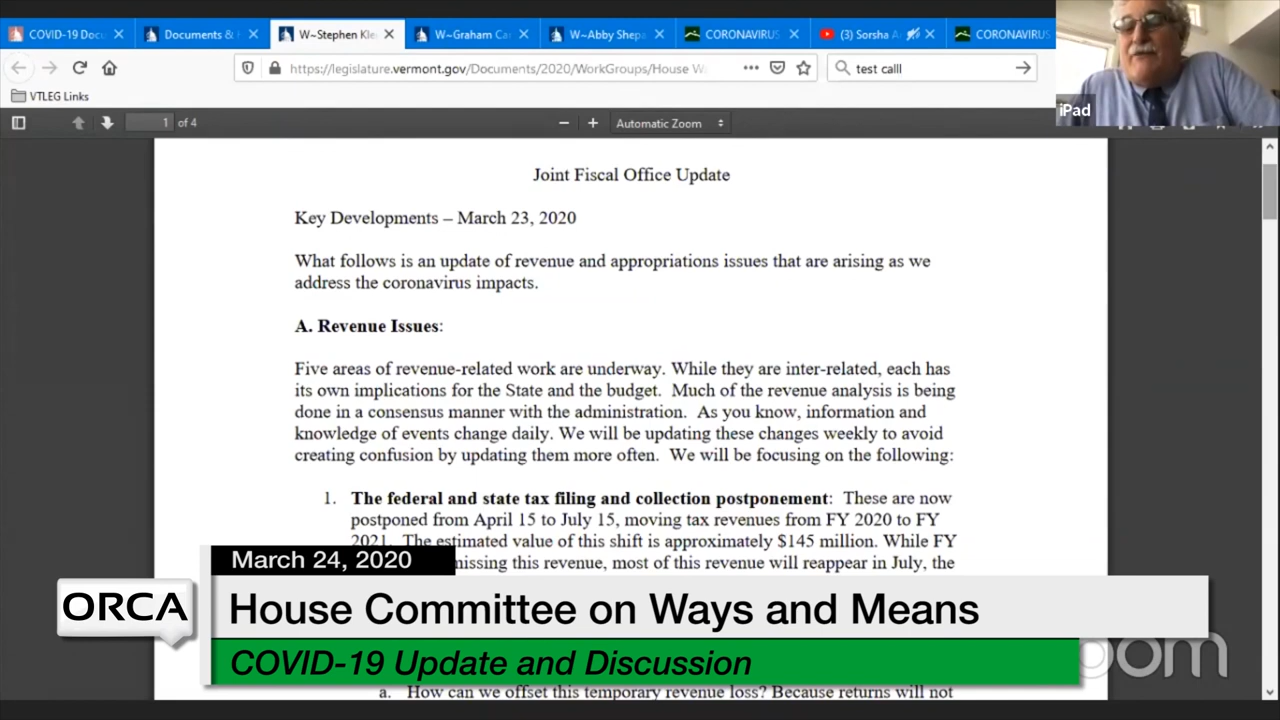 COVID-19 Docu
Documents &
W~Stephen Kle
W~Graham Ca
W~Abby Shepa
CORONAVIRUS
(3) Sorsha A
CORONAVIRUS
https://legislature.vermont.gov/Documents/2020/WorkGroups/House W
test calll
VTLEG Links
iPad
1 of 4
Automatic Zoom
Joint Fiscal Office Update
Key Developments – March 23, 2020
What follows is an update of revenue and appropriations issues that are arising as we
address the coronavirus impacts.
A. Revenue Issues:
Five areas of revenue-related work are underway. While they are inter-related, each has
its own implications for the State and the budget. Much of the revenue analysis is being
done in a consensus manner with the administration. As you know, information and
knowledge of events change daily. We will be updating these changes weekly to avoid
creating confusion by updating them more often. We will be focusing on the following:
1. The federal and state tax filing and collection postponement: These are now
postponed from April 15 to July 15, moving tax revenues from FY 2020 to FY
2021. The estimated value of this shift is approximately $145 million. While FY
missing this revenue, most of this revenue will reappear in July, the
March 24, 2020
ORCA
House Committee on Ways and Means
COVID-19 Update and Discussion
oom
a. How can we offset this temporary revenue loss? Because returns will not